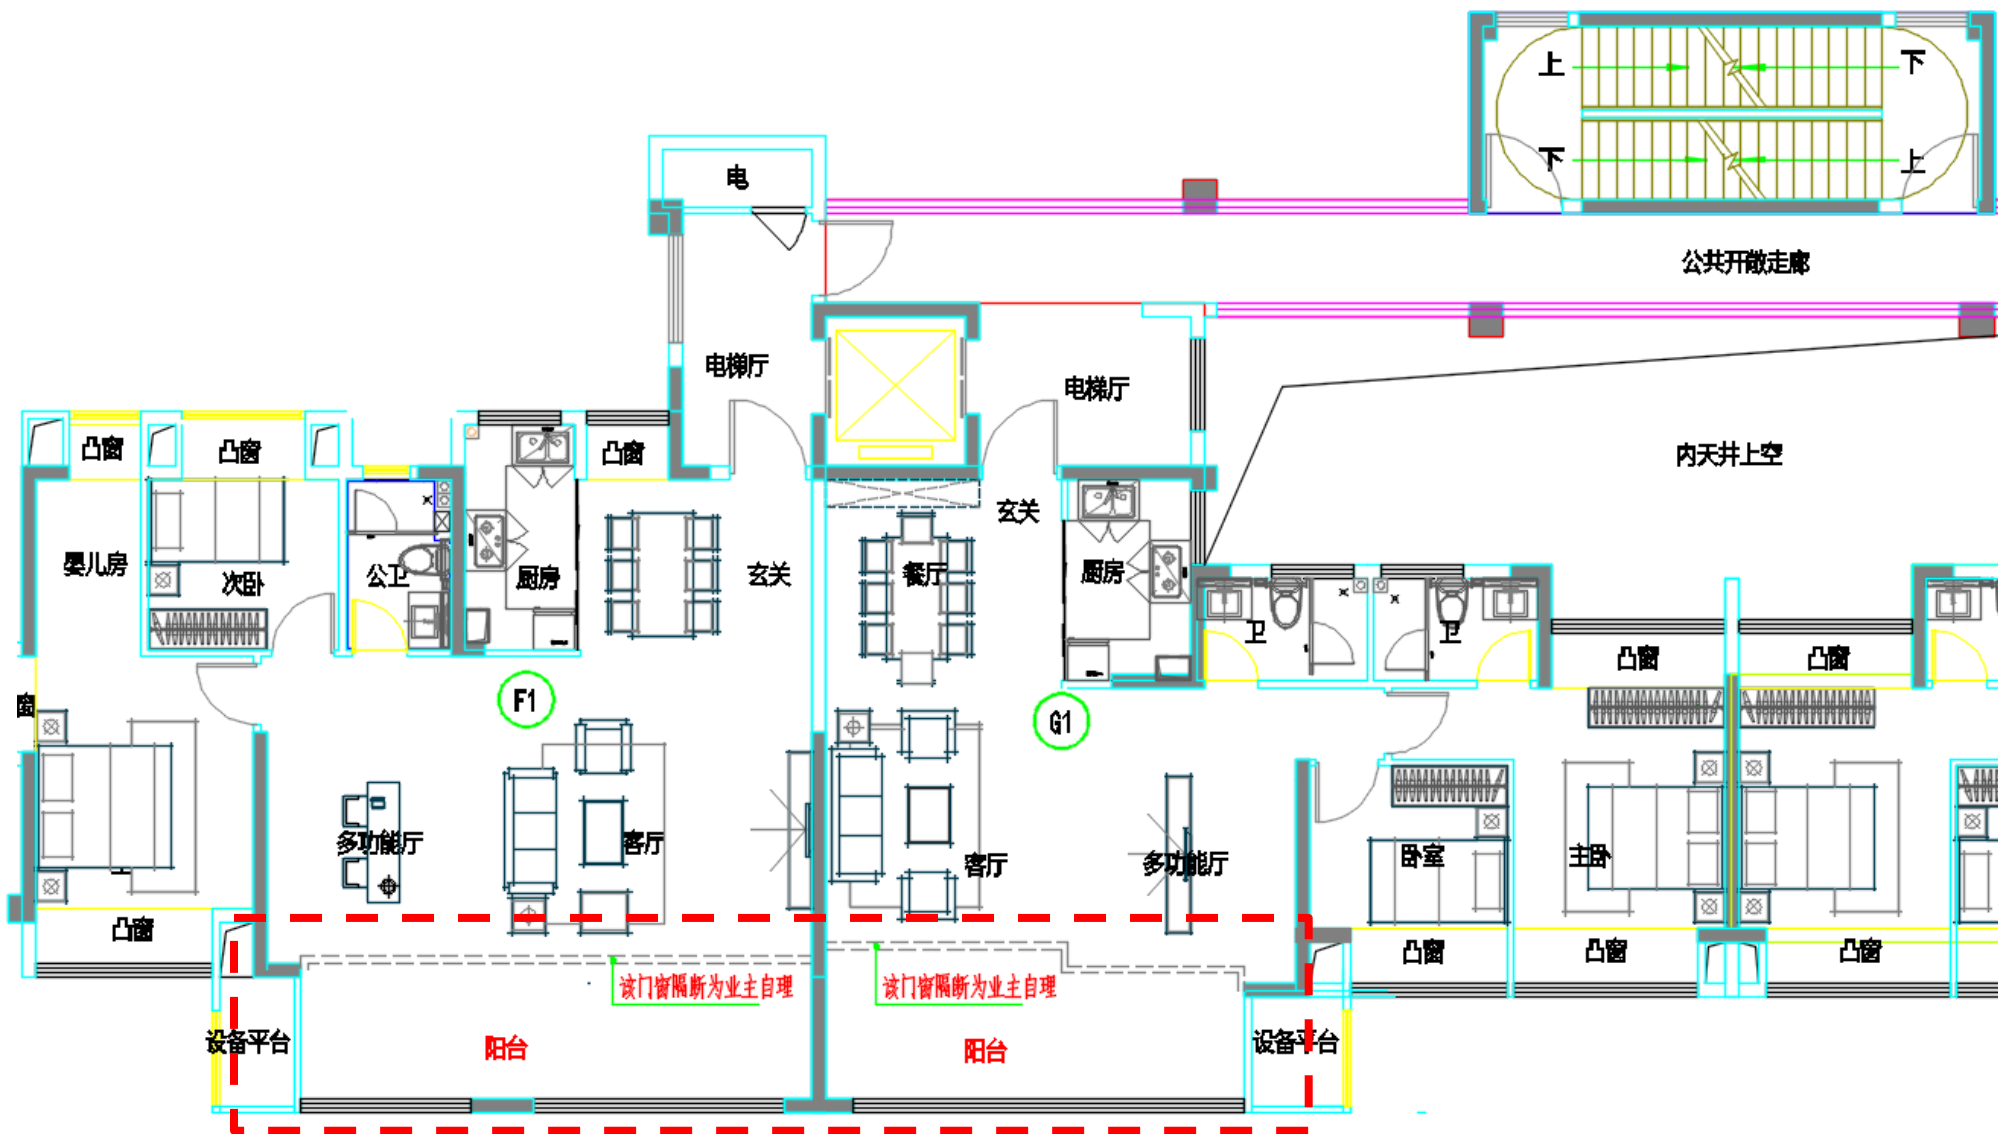 上
下
下
上
电
公共开敞走廊
电梯厅
电梯厅
凸窗
凸窗
凸窗
内天井上空
玄关
婴儿房
次卧
公卫
厨房
玄关
餐厅
厨房
卫
卫
凸窗
凸窗
窗
F1
G1
多功能厅
客厅
客厅
多功能厅
卧室
主卧
凸窗
凸窗
凸窗
凸窗
该门窗隔断为业主自理
该门窗隔断为业主自理
设备平台
阳台
阳台
设备平台